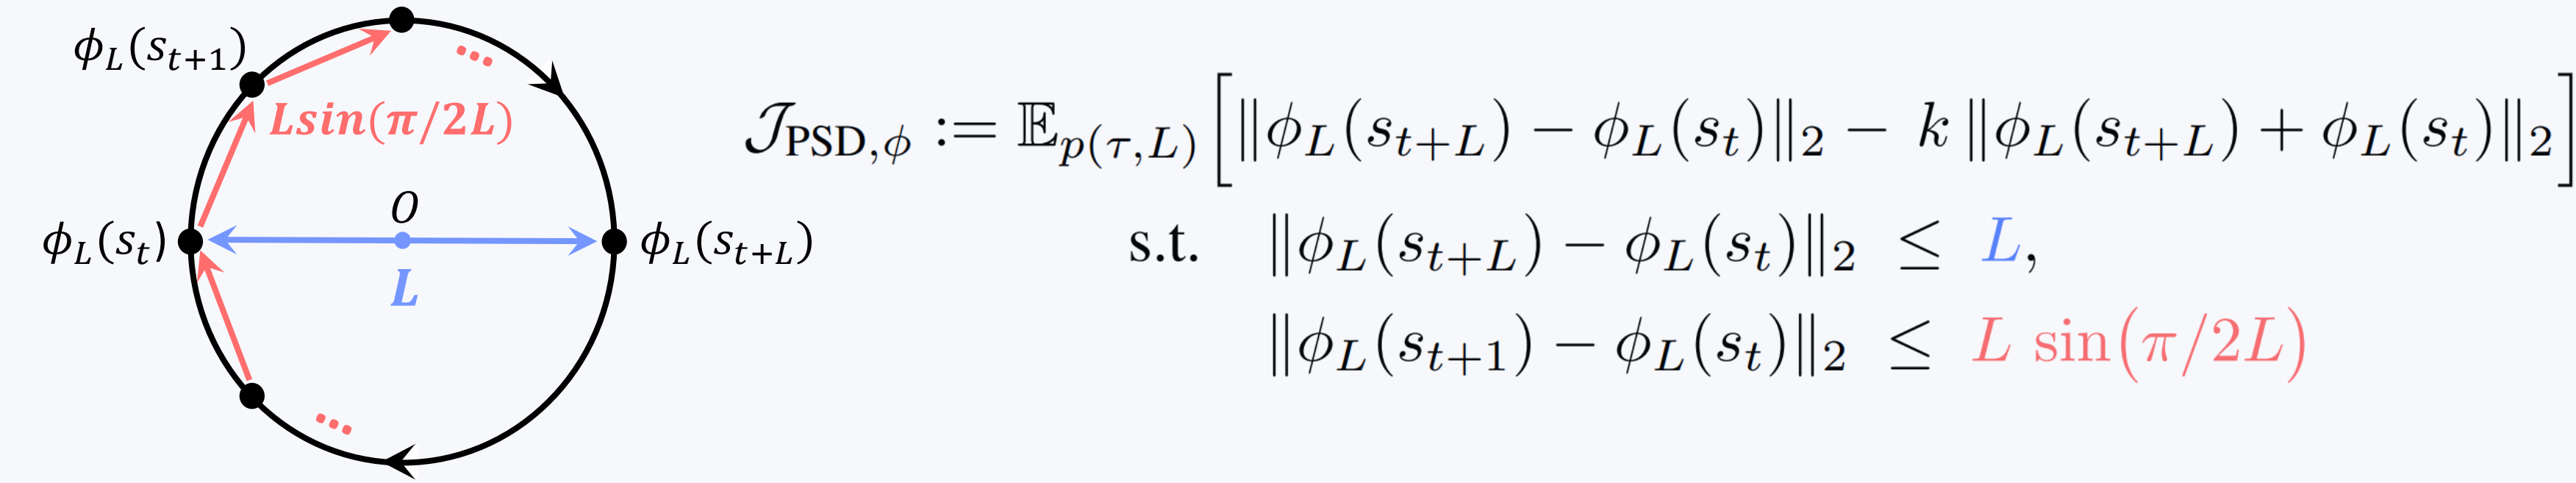 ϕ_L(s_{t+1})
Lsin(π/2L)
ϕ_L(s_t)
O
L
ϕ_L(s_{t+L})
𝒥_{PSD,ϕ} := 𝔼_{p(τ,L)} [‖ϕ_L(s_{t+L}) − ϕ_L(s_t)‖_2 − k ‖ϕ_L(s_{t+L}) + ϕ_L(s_t)‖_2]
s.t. ‖ϕ_L(s_{t+L}) − ϕ_L(s_t)‖_2 ≤ L,
‖ϕ_L(s_{t+1}) − ϕ_L(s_t)‖_2 ≤ L sin(π/2L)